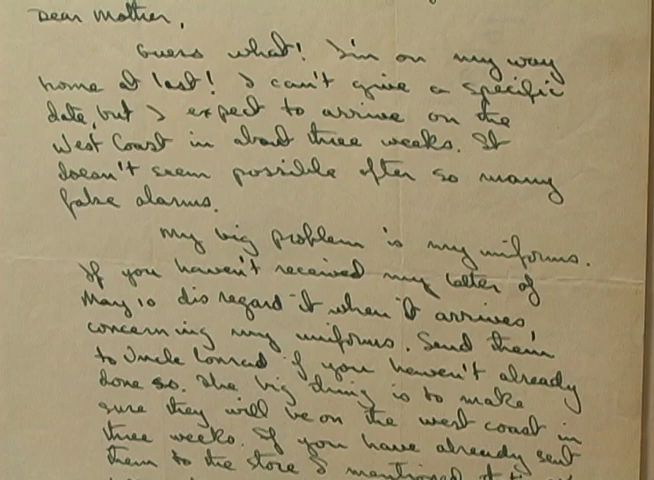 Dear Mother,
Guess what! I'm on my way
home at last! I can't give a specific
date, but I expect to arrive on the
West Coast in about three weeks. It
doesn't seem possible after so many
false alarms.
My big problem is my uniforms.
If you haven't received my letter of
May 10 disregard it when it arrives,
concerning my uniforms. Send them
to Uncle Conrad if you haven't already
done so. The big thing is to make
sure they will be on the west coast in
three weeks. If you have already sent
them to the store I mentioned